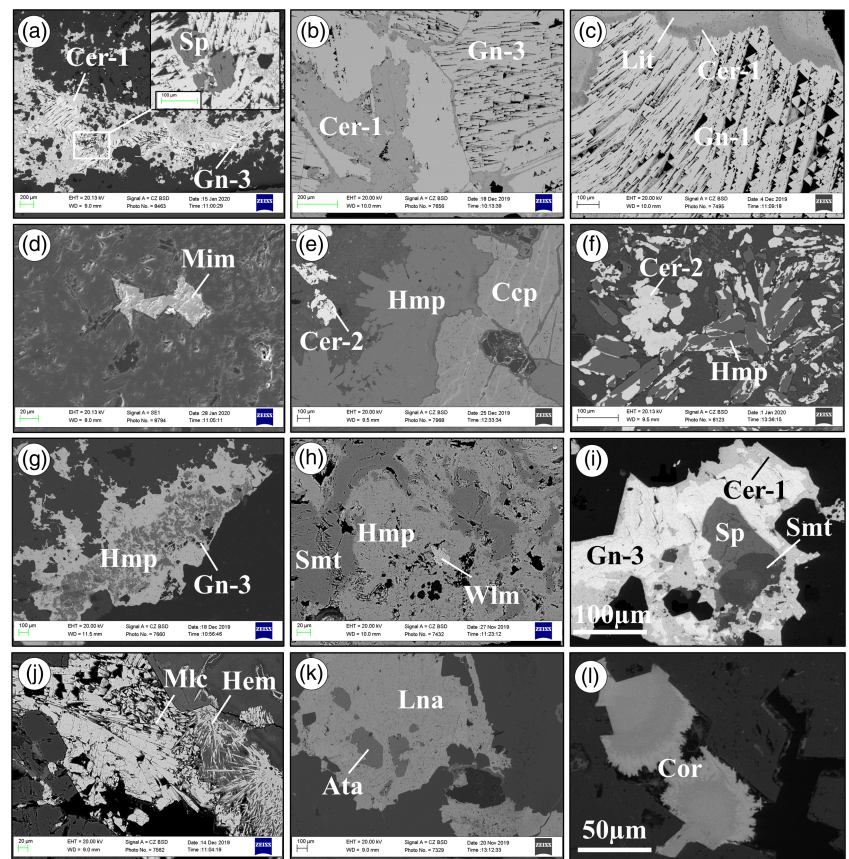 (a)
Sp
Cer-1
100 µm
Gn-3
200 µm
EHT = 20.13 kV
WD = 9.0 mm
Signal A = CZ BSD
Photo No. = 8463
Date :15 Jan 2020
Time :11:00:29
ZEISS
(b)
Gn-3
Cer-1
200 µm
EHT = 20.00 kV
WD = 10.0 mm
Signal A = CZ BSD
Photo No. = 7656
Date :18 Dec 2019
Time :10:13:39
ZEISS
(c)
Lit
Cer-1
Gn-1
100 µm
EHT = 20.00 kV
WD = 10.0 mm
Signal A = CZ BSD
Photo No. = 7495
Date :4 Dec 2019
Time :11:09:18
ZEISS
(d)
Mim
20 µm
EHT = 20.13 kV
WD = 8.0 mm
Signal A = SE1
Photo No. = 8794
Date :28 Jan 2020
Time :11:05:11
ZEISS
(e)
Hmp
Ccp
Cer-2
100 µm
EHT = 20.00 kV
WD = 9.5 mm
Signal A = CZ BSD
Photo No. = 7968
Date :25 Dec 2019
Time :12:33:34
ZEISS
(f)
Cer-2
Hmp
100 µm
EHT = 20.13 kV
WD = 9.5 mm
Signal A = CZ BSD
Photo No. = 8123
Date :1 Jan 2020
Time :13:36:15
ZEISS
(g)
Hmp
Gn-3
100 µm
EHT = 20.00 kV
WD = 11.5 mm
Signal A = CZ BSD
Photo No. = 7660
Date :18 Dec 2019
Time :10:56:46
ZEISS
(h)
Hmp
Smt
Wlm
20 µm
EHT = 20.00 kV
WD = 10.0 mm
Signal A = CZ BSD
Photo No. = 7432
Date :27 Nov 2019
Time :11:23:12
ZEISS
(i)
Cer-1
Sp
Smt
Gn-3
100µm
(j)
Mlc
Hem
20 µm
EHT = 20.00 kV
WD = 9.0 mm
Signal A = CZ BSD
Photo No. = 7562
Date :14 Dec 2019
Time :11:04:19
ZEISS
(k)
Lna
Ata
100 µm
EHT = 20.00 kV
WD = 9.0 mm
Signal A = CZ BSD
Photo No. = 7329
Date :20 Nov 2019
Time :13:12:33
ZEISS
(l)
Cor
50µm